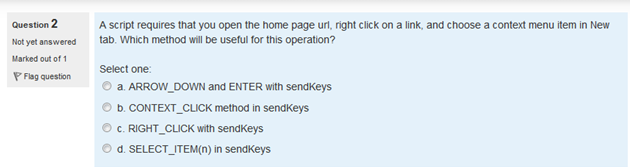 Question 2
Not yet answered
Marked out of 1
Flag question
A script requires that you open the home page url, right click on a link, and choose a context menu item in New
tab. Which method will be useful for this operation?
Select one:
a. ARROW_DOWN and ENTER with sendKeys
b. CONTEXT_CLICK method in sendKeys
c. RIGHT_CLICK with sendKeys
d. SELECT_ITEM(n) in sendKeys